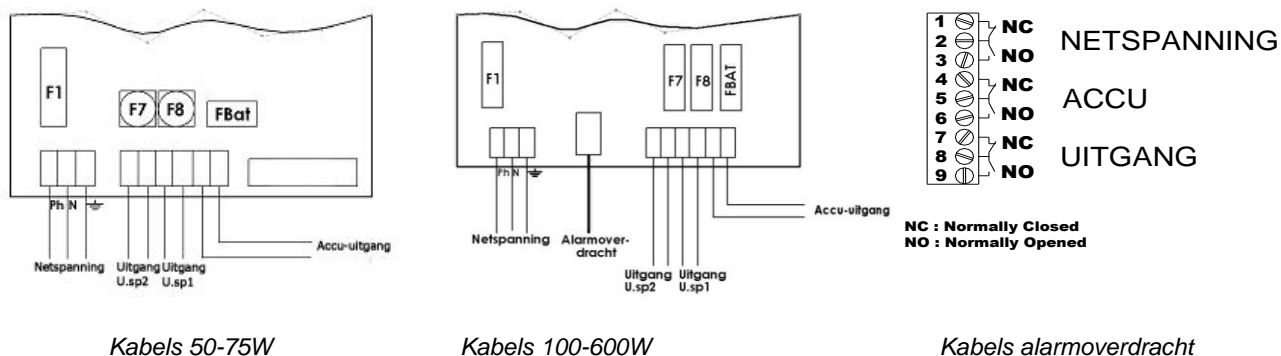 F1
F7 F8
FBat
Ph N
Netspanning
Uitgang Uitgang
U.sp2 U.sp1
Accu-uitgang
Kabels 50-75W
F1
F7
F8
FBAT
Ph N
Netspanning
Alarmover-
dracht
Uitgang Uitgang
U.sp2 U.sp1
Accu-uitgang
Kabels 100-600W
1 NC
2 NETSPANNING
3 NO
4 NC
5 ACCU
6 NO
7 NC
8 UITGANG
9 NO
NC : Normally Closed
NO : Normally Opened
Kabels alarmoverdracht